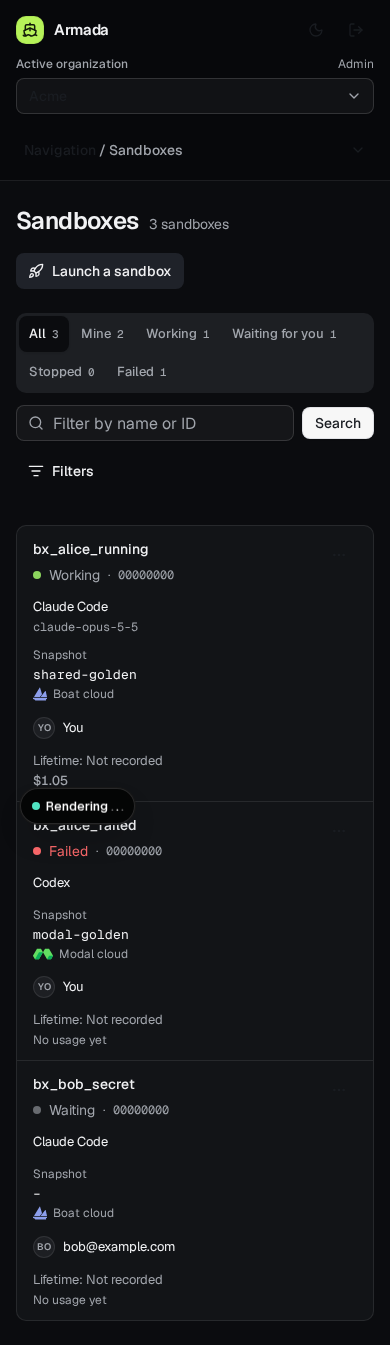 Armada
Active organization Admin
Acme
Navigation / Sandboxes
Sandboxes 3 sandboxes
Launch a sandbox
All 3 Mine 2 Working 1 Waiting for you 1
Stopped 0 Failed 1
Filter by name or ID Search
Filters
bx_alice_running ...
Working · 00000000
Claude Code
claude-opus-5-5
Snapshot
shared-golden
Boat cloud
YO You
Lifetime: Not recorded
$1.05
Rendering ...
bx_alice_failed ...
Failed · 00000000
Codex
Snapshot
modal-golden
Modal cloud
YO You
Lifetime: Not recorded
No usage yet
bx_bob_secret ...
Waiting · 00000000
Claude Code
Snapshot
-
Boat cloud
BO bob@example.com
Lifetime: Not recorded
No usage yet